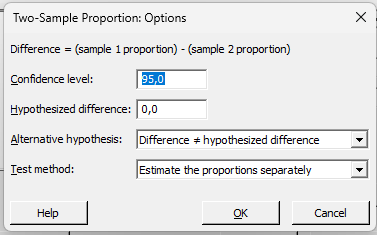 Two-Sample Proportion: Options
Difference = (sample 1 proportion) - (sample 2 proportion)
Confidence level: 95,0
Hypothesized difference: 0,0
Alternative hypothesis: Difference ≠ hypothesized difference
Test method: Estimate the proportions separately
Help OK Cancel